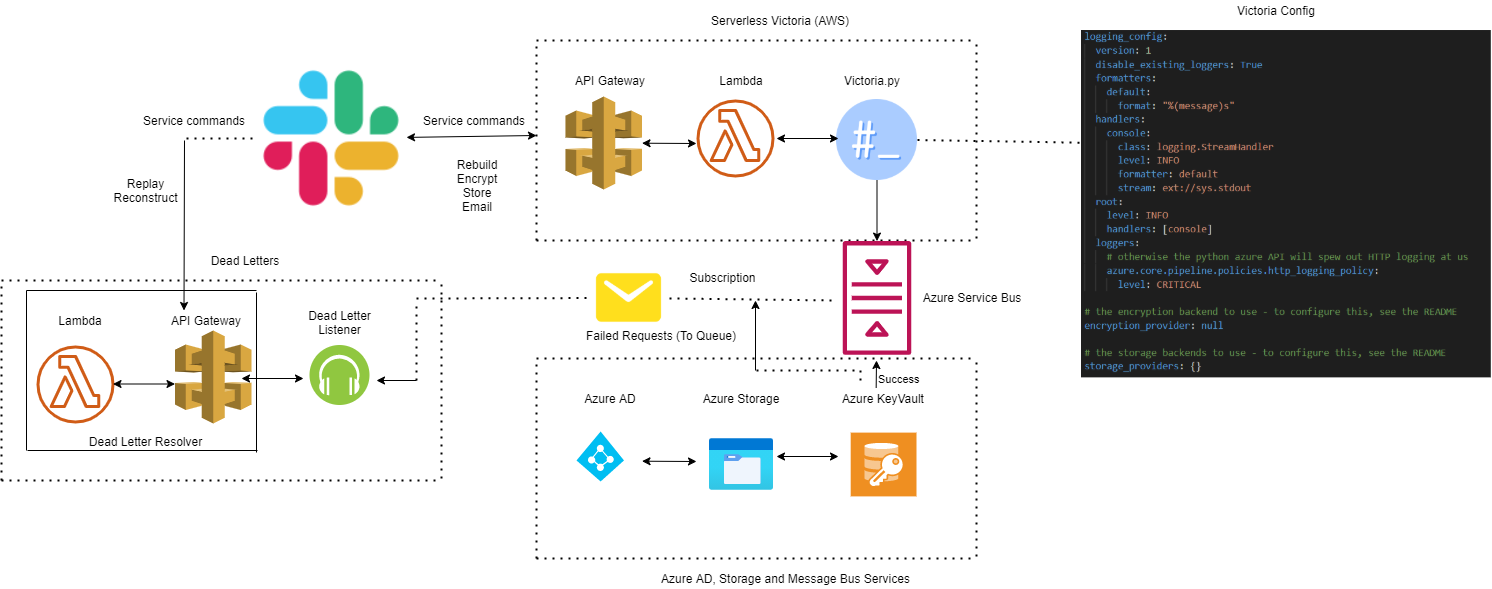 Victoria Config
Serverless Victoria (AWS)
API Gateway
Lambda
Victoria.py
Service commands
Service commands
Rebuild
Encrypt
Store
Email
Replay
Reconstruct
Dead Letters
Lambda
API Gateway
Dead Letter
Listener
Dead Letter Resolver
Subscription
Failed Requests (To Queue)
Azure Service Bus
Success
Azure AD
Azure Storage
Azure KeyVault
Azure AD, Storage and Message Bus Services
#_
logging_config:
version: 1
disable_existing_loggers: True
formatters:
default:
format: "%(message)s"
handlers:
console:
class: logging.StreamHandler
level: INFO
formatter: default
stream: ext://sys.stdout
root:
level: INFO
handlers: [console]
loggers:
# otherwise the python azure API will spew out HTTP logging at us
azure.core.pipeline.policies.http_logging_policy:
level: CRITICAL
# the encryption backend to use - to configure this, see the README
encryption_provider: null
# the storage backends to use - to configure this, see the README
storage_providers: {}